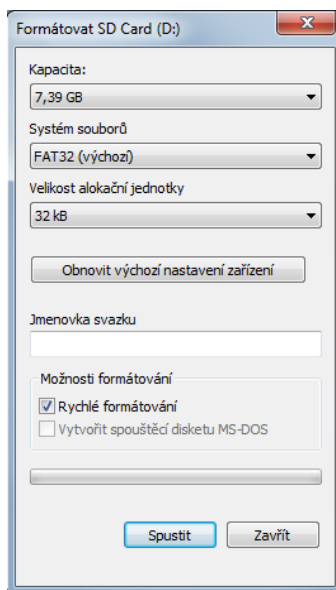 Formátovat SD Card (D:)
Kapacita:
7,39 GB
Systém souborů
FAT32 (výchozí)
Velikost alokační jednotky
32 kB
Obnovit výchozí nastavení zařízení
Jmenovka svazku
Možnosti formátování
Rychlé formátování
Vytvořit spouštěcí disketu MS-DOS
Spustit Zavřít